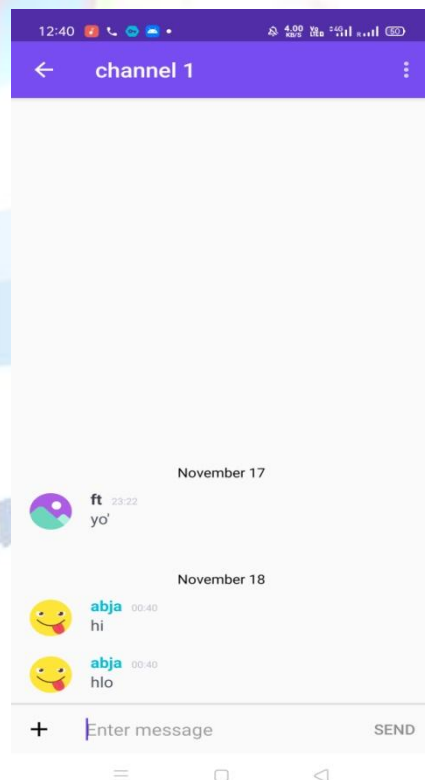 12:40
4.00
KB/S
channel 1
November 17
ft 23:22
yo'
November 18
abja 00:40
hi
abja 00:40
hlo
Enter message
SEND